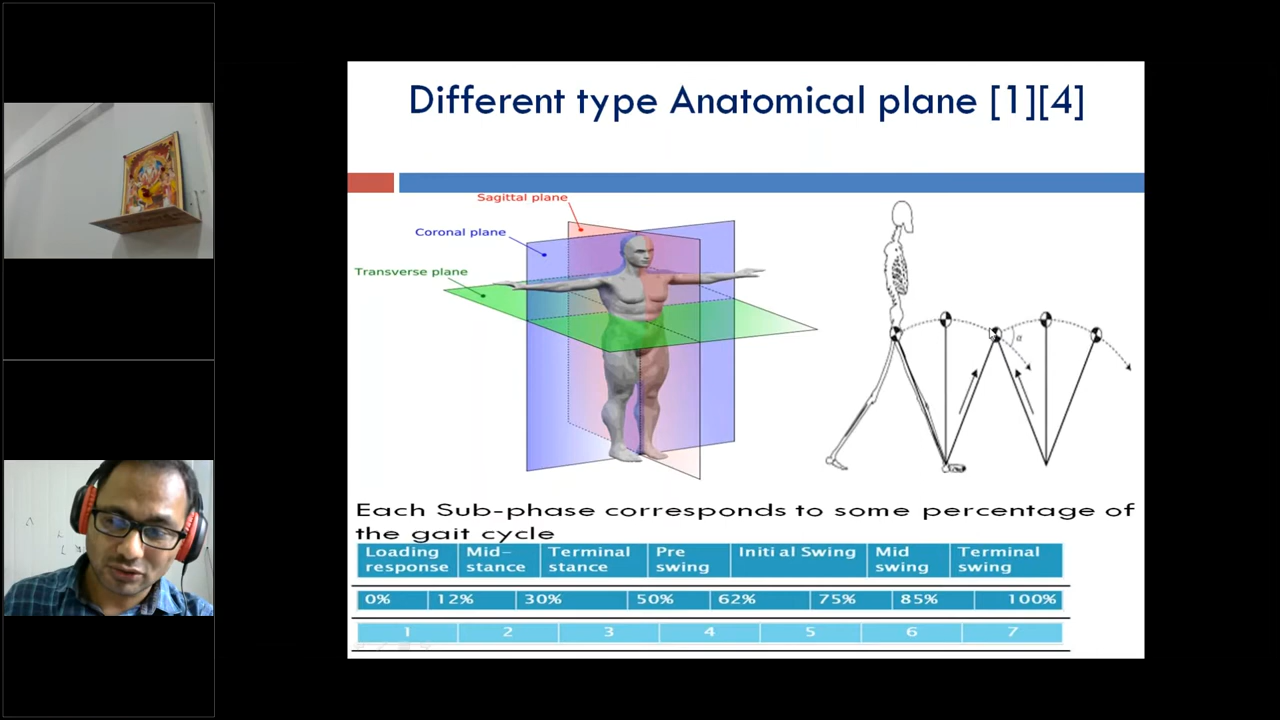 Different type Anatomical plane [1][4]
Sagittal plane
Coronal plane
Transverse plane
α
Each Sub-phase corresponds to some percentage of
the gait cycle
Loading response Mid-stance Terminal stance Pre swing Initi al Swing Mid swing Terminal swing
0% 12% 30% 50% 62% 75% 85% 100%
1 2 3 4 5 6 7